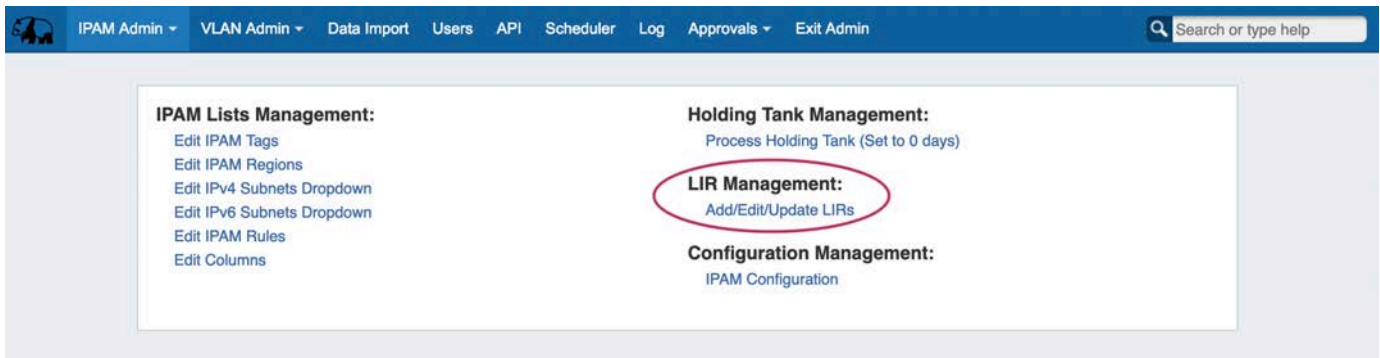 IPAM Admin VLAN Admin Data Import Users API Scheduler Log Approvals Exit Admin Search or type help
IPAM Lists Management:
Edit IPAM Tags
Edit IPAM Regions
Edit IPv4 Subnets Dropdown
Edit IPv6 Subnets Dropdown
Edit IPAM Rules
Edit Columns
Holding Tank Management:
Process Holding Tank (Set to 0 days)
LIR Management:
Add/Edit/Update LIRs
Configuration Management:
IPAM Configuration